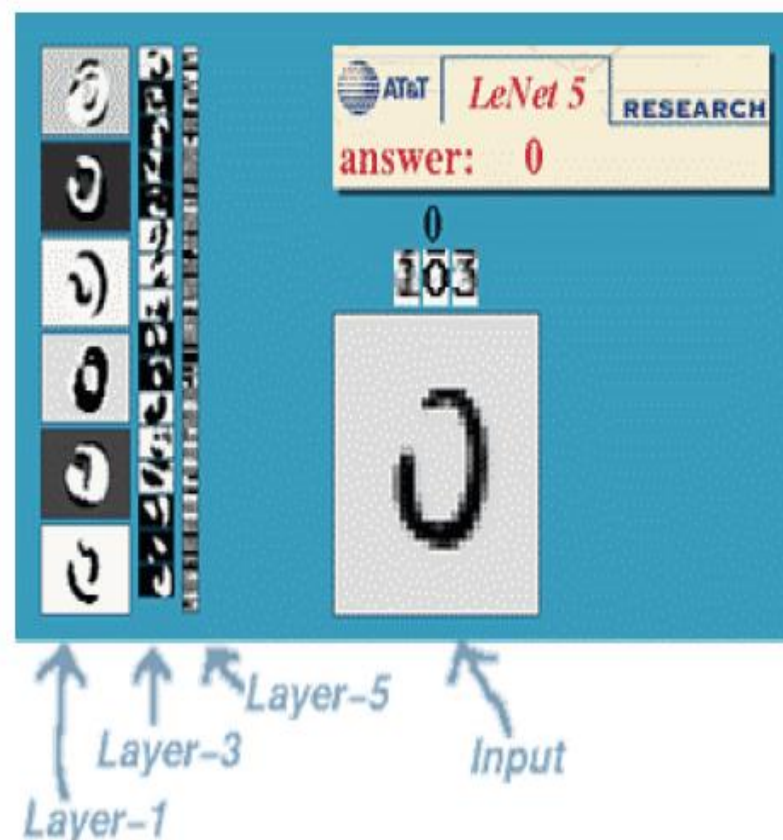 AT&T LeNet 5 RESEARCH
answer: 0
0
103
Layer-5
Layer-3
Input
Layer-1